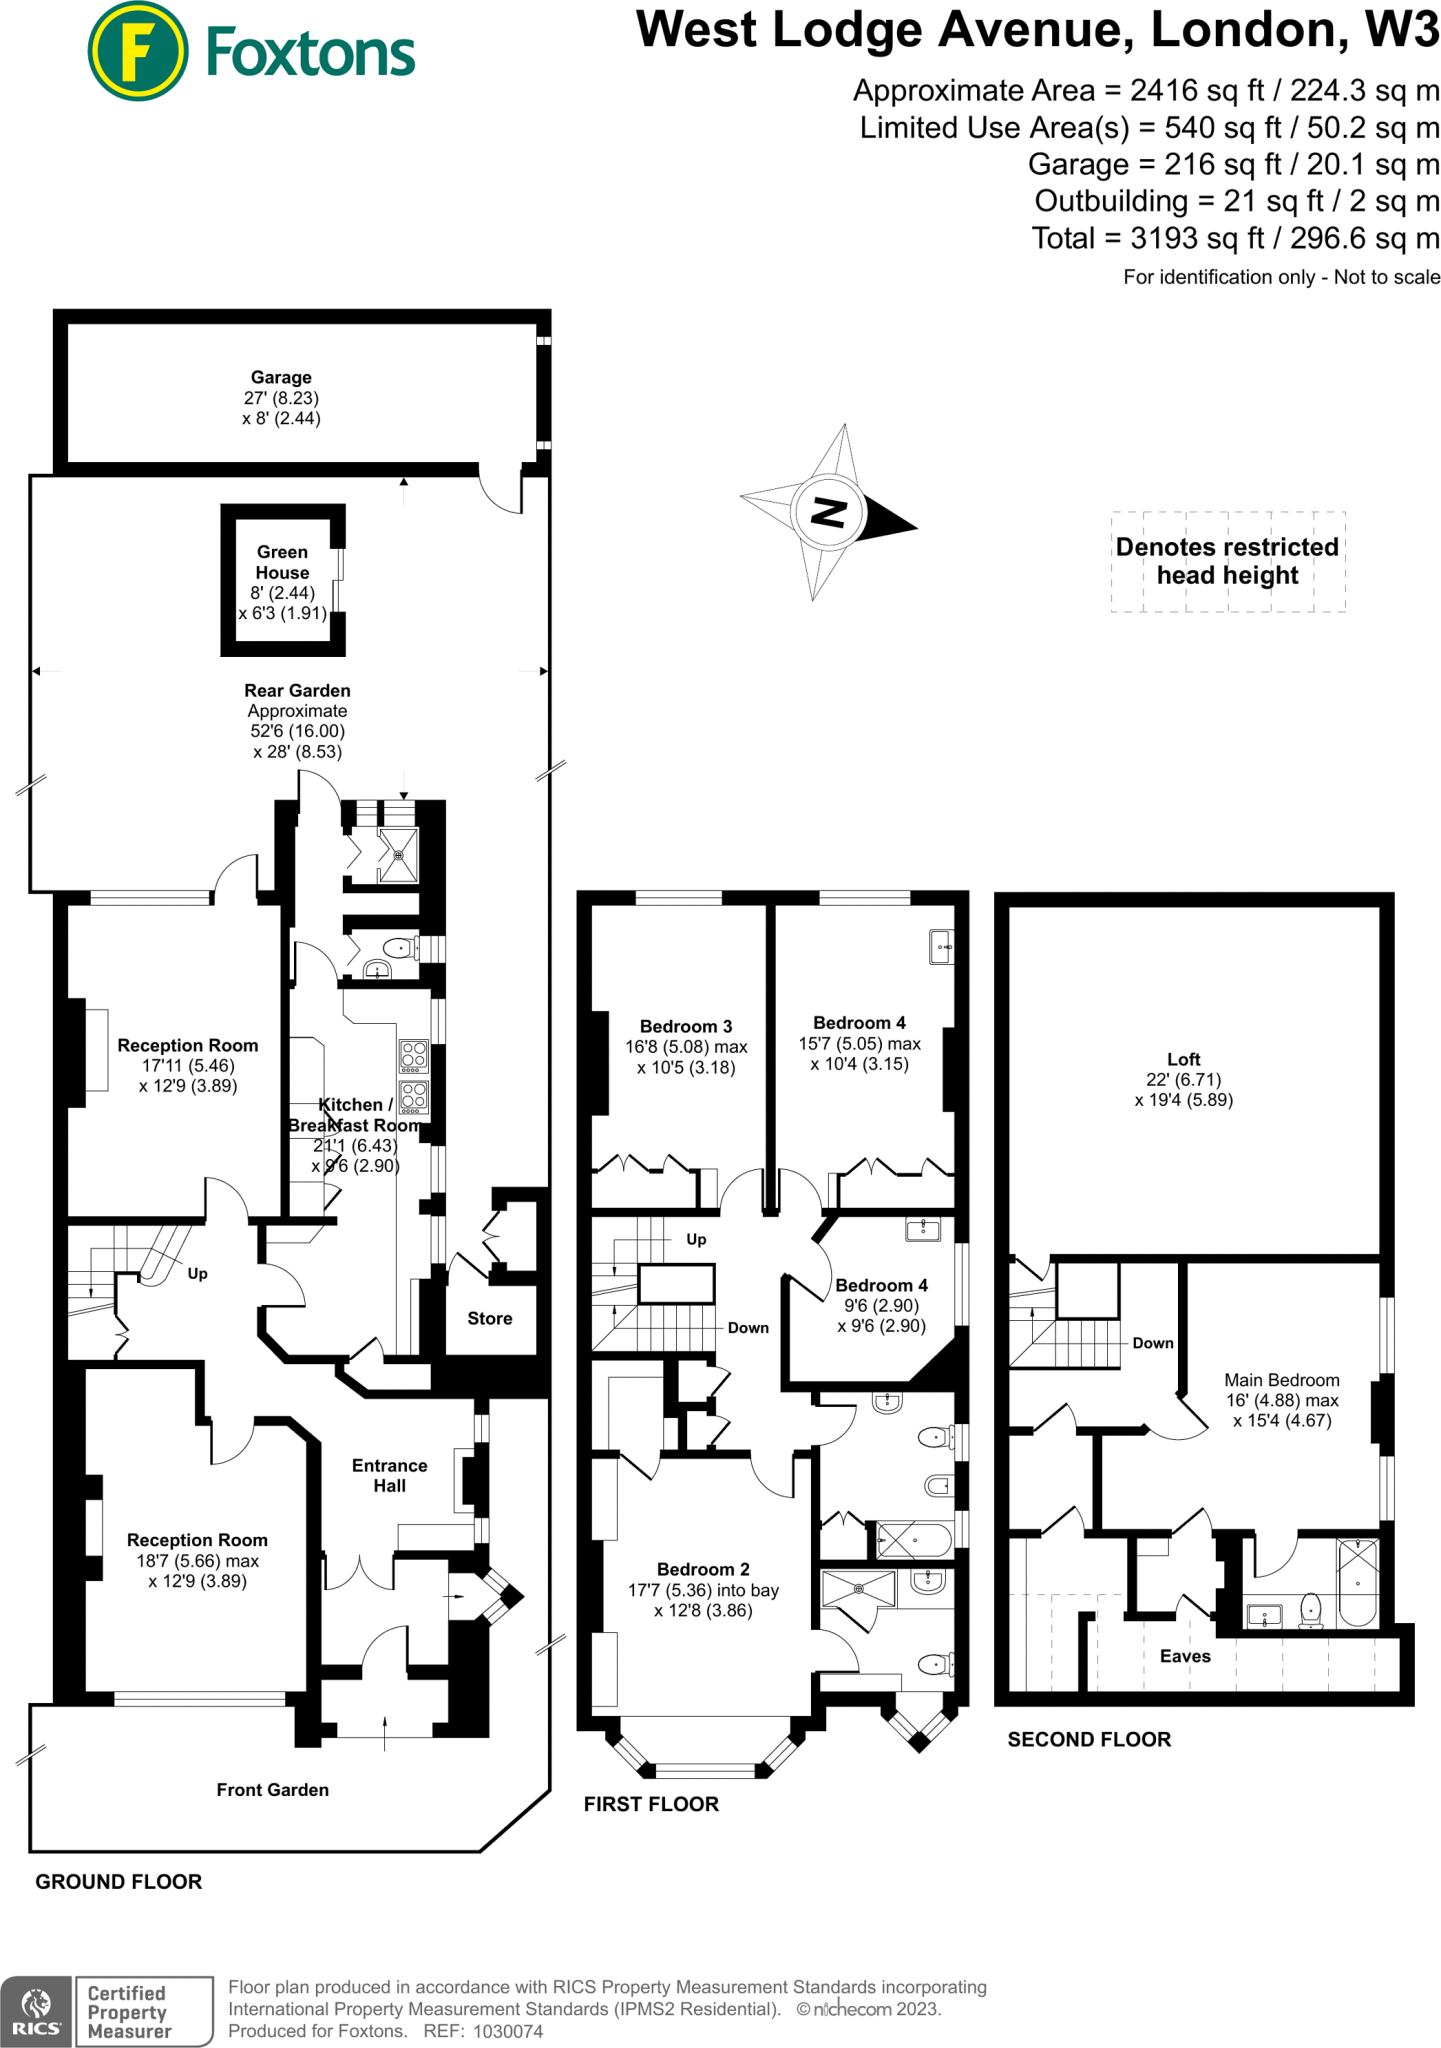 F Foxtons
West Lodge Avenue, London, W3
Approximate Area = 2416 sq ft / 224.3 sq m
Limited Use Area(s) = 540 sq ft / 50.2 sq m
Garage = 216 sq ft / 20.1 sq m
Outbuilding = 21 sq ft / 2 sq m
Total = 3193 sq ft / 296.6 sq m
For identification only - Not to scale
Garage
27' (8.23)
x 8' (2.44)
N
Denotes restricted
head height
Green
House
8' (2.44)
x 6'3 (1.91)
Rear Garden
Approximate
52'6 (16.00)
x 28' (8.53)
Reception Room
17'11 (5.46)
x 12'9 (3.89)
Kitchen /
Breakfast Room
21'1 (6.43)
x 9'6 (2.90)
Up
Store
Entrance
Hall
Reception Room
18'7 (5.66) max
x 12'9 (3.89)
Front Garden
GROUND FLOOR
Bedroom 3
16'8 (5.08) max
x 10'5 (3.18)
Bedroom 4
15'7 (5.05) max
x 10'4 (3.15)
Up
Bedroom 4
9'6 (2.90)
x 9'6 (2.90)
Down
Bedroom 2
17'7 (5.36) into bay
x 12'8 (3.86)
FIRST FLOOR
Loft
22' (6.71)
x 19'4 (5.89)
Down
Main Bedroom
16' (4.88) max
x 15'4 (4.67)
Eaves
SECOND FLOOR
RICS
Certified
Property
Measurer
Floor plan produced in accordance with RICS Property Measurement Standards incorporating
International Property Measurement Standards (IPMS2 Residential). © nichecom 2023.
Produced for Foxtons. REF: 1030074